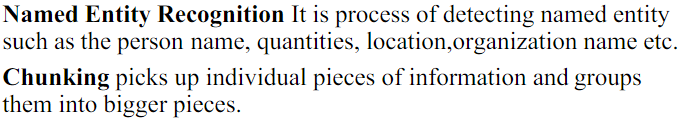 Named Entity Recognition It is process of detecting named entity
such as the person name, quantities, location,organization name etc.
Chunking picks up individual pieces of information and groups
them into bigger pieces.